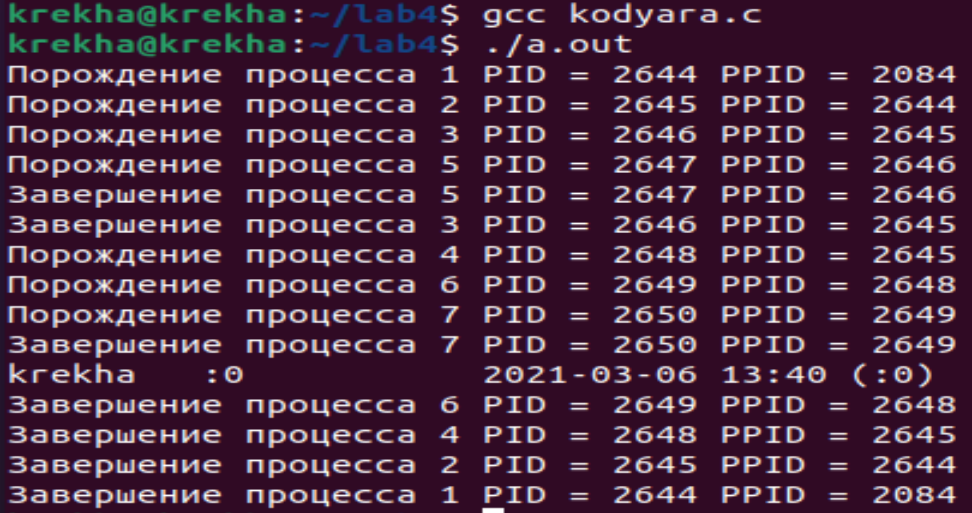 krekha@krekha:~/lab4$ gcc kodyara.c
krekha@krekha:~/lab4$ ./a.out
Порождение процесса 1 PID = 2644 PPID = 2084
Порождение процесса 2 PID = 2645 PPID = 2644
Порождение процесса 3 PID = 2646 PPID = 2645
Порождение процесса 5 PID = 2647 PPID = 2646
Завершение процесса 5 PID = 2647 PPID = 2646
Завершение процесса 3 PID = 2646 PPID = 2645
Порождение процесса 4 PID = 2648 PPID = 2645
Порождение процесса 6 PID = 2649 PPID = 2648
Порождение процесса 7 PID = 2650 PPID = 2649
Завершение процесса 7 PID = 2650 PPID = 2649
krekha   :0           2021-03-06 13:40 (:0)
Завершение процесса 6 PID = 2649 PPID = 2648
Завершение процесса 4 PID = 2648 PPID = 2645
Завершение процесса 2 PID = 2645 PPID = 2644
Завершение процесса 1 PID = 2644 PPID = 2084